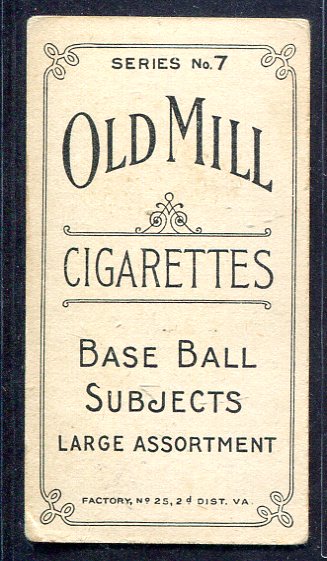 SERIES No. 7
OLD MILL
CIGARETTES
BASE BALL
SUBJECTS
LARGE ASSORTMENT
FACTORY, Nº 25, 2d DIST. VA.